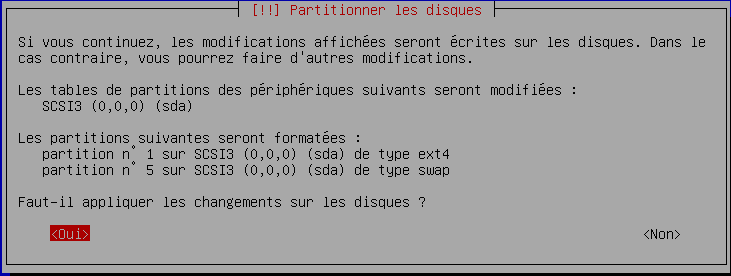 [!!] Partitionner les disques
Si vous continuez, les modifications affichées seront écrites sur les disques. Dans le
cas contraire, vous pourrez faire d'autres modifications.
Les tables de partitions des périphériques suivants seront modifiées :
SCSI3 (0,0,0) (sda)
Les partitions suivantes seront formatées :
partition n° 1 sur SCSI3 (0,0,0) (sda) de type ext4
partition n° 5 sur SCSI3 (0,0,0) (sda) de type swap
Faut-il appliquer les changements sur les disques ?
<Oui> <Non>